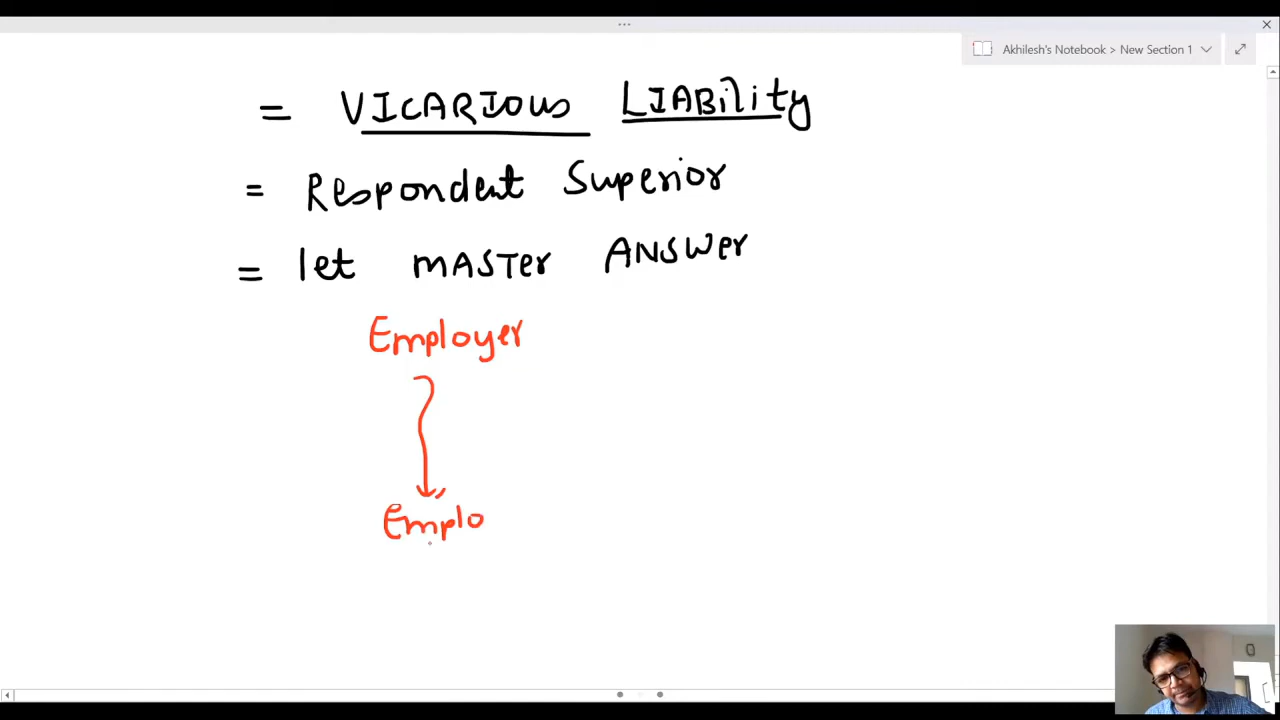 Akhilesh's Notebook > New Section 1
= VICARIOUS LIABility
= Respondent Superior
= let MASTer ANSWer
Employer
Emplo